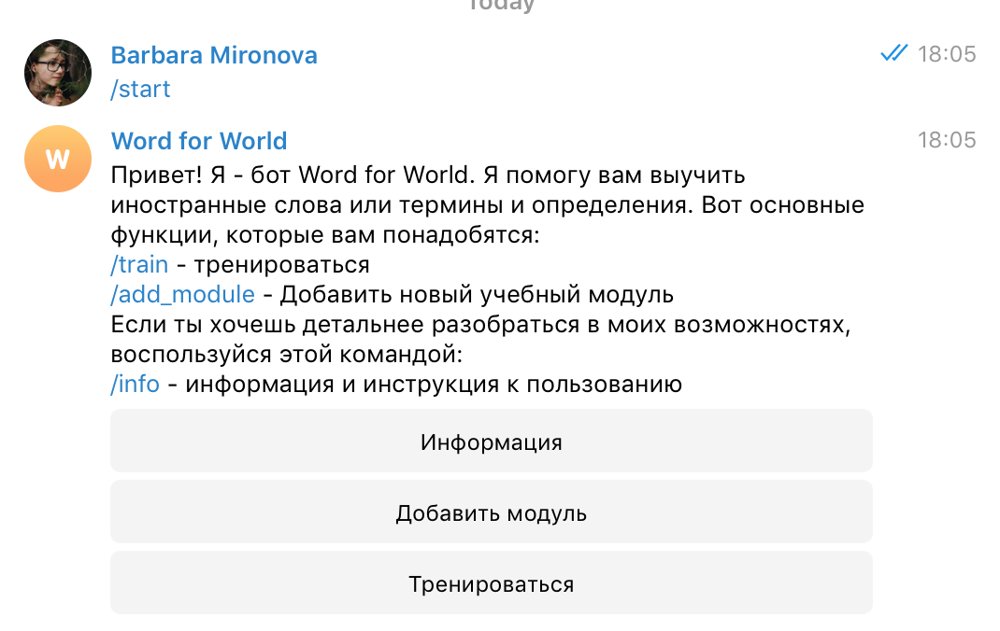 Today
Barbara Mironova
18:05
/start
W
Word for World
18:05
Привет! Я - бот Word for World. Я помогу вам выучить
иностранные слова или термины и определения. Вот основные
функции, которые вам понадобятся:
/train - тренироваться
/add_module - Добавить новый учебный модуль
Если ты хочешь детальнее разобраться в моих возможностях,
воспользуйся этой командой:
/info - информация и инструкция к пользованию
Информация
Добавить модуль
Тренироваться